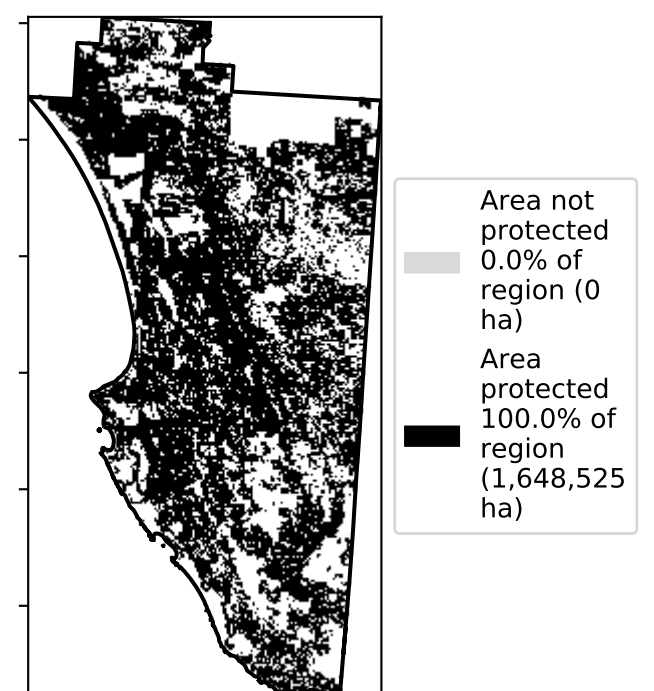 Area not
protected
0.0% of
region (0
ha)
Area
protected
100.0% of
region
(1,648,525
ha)